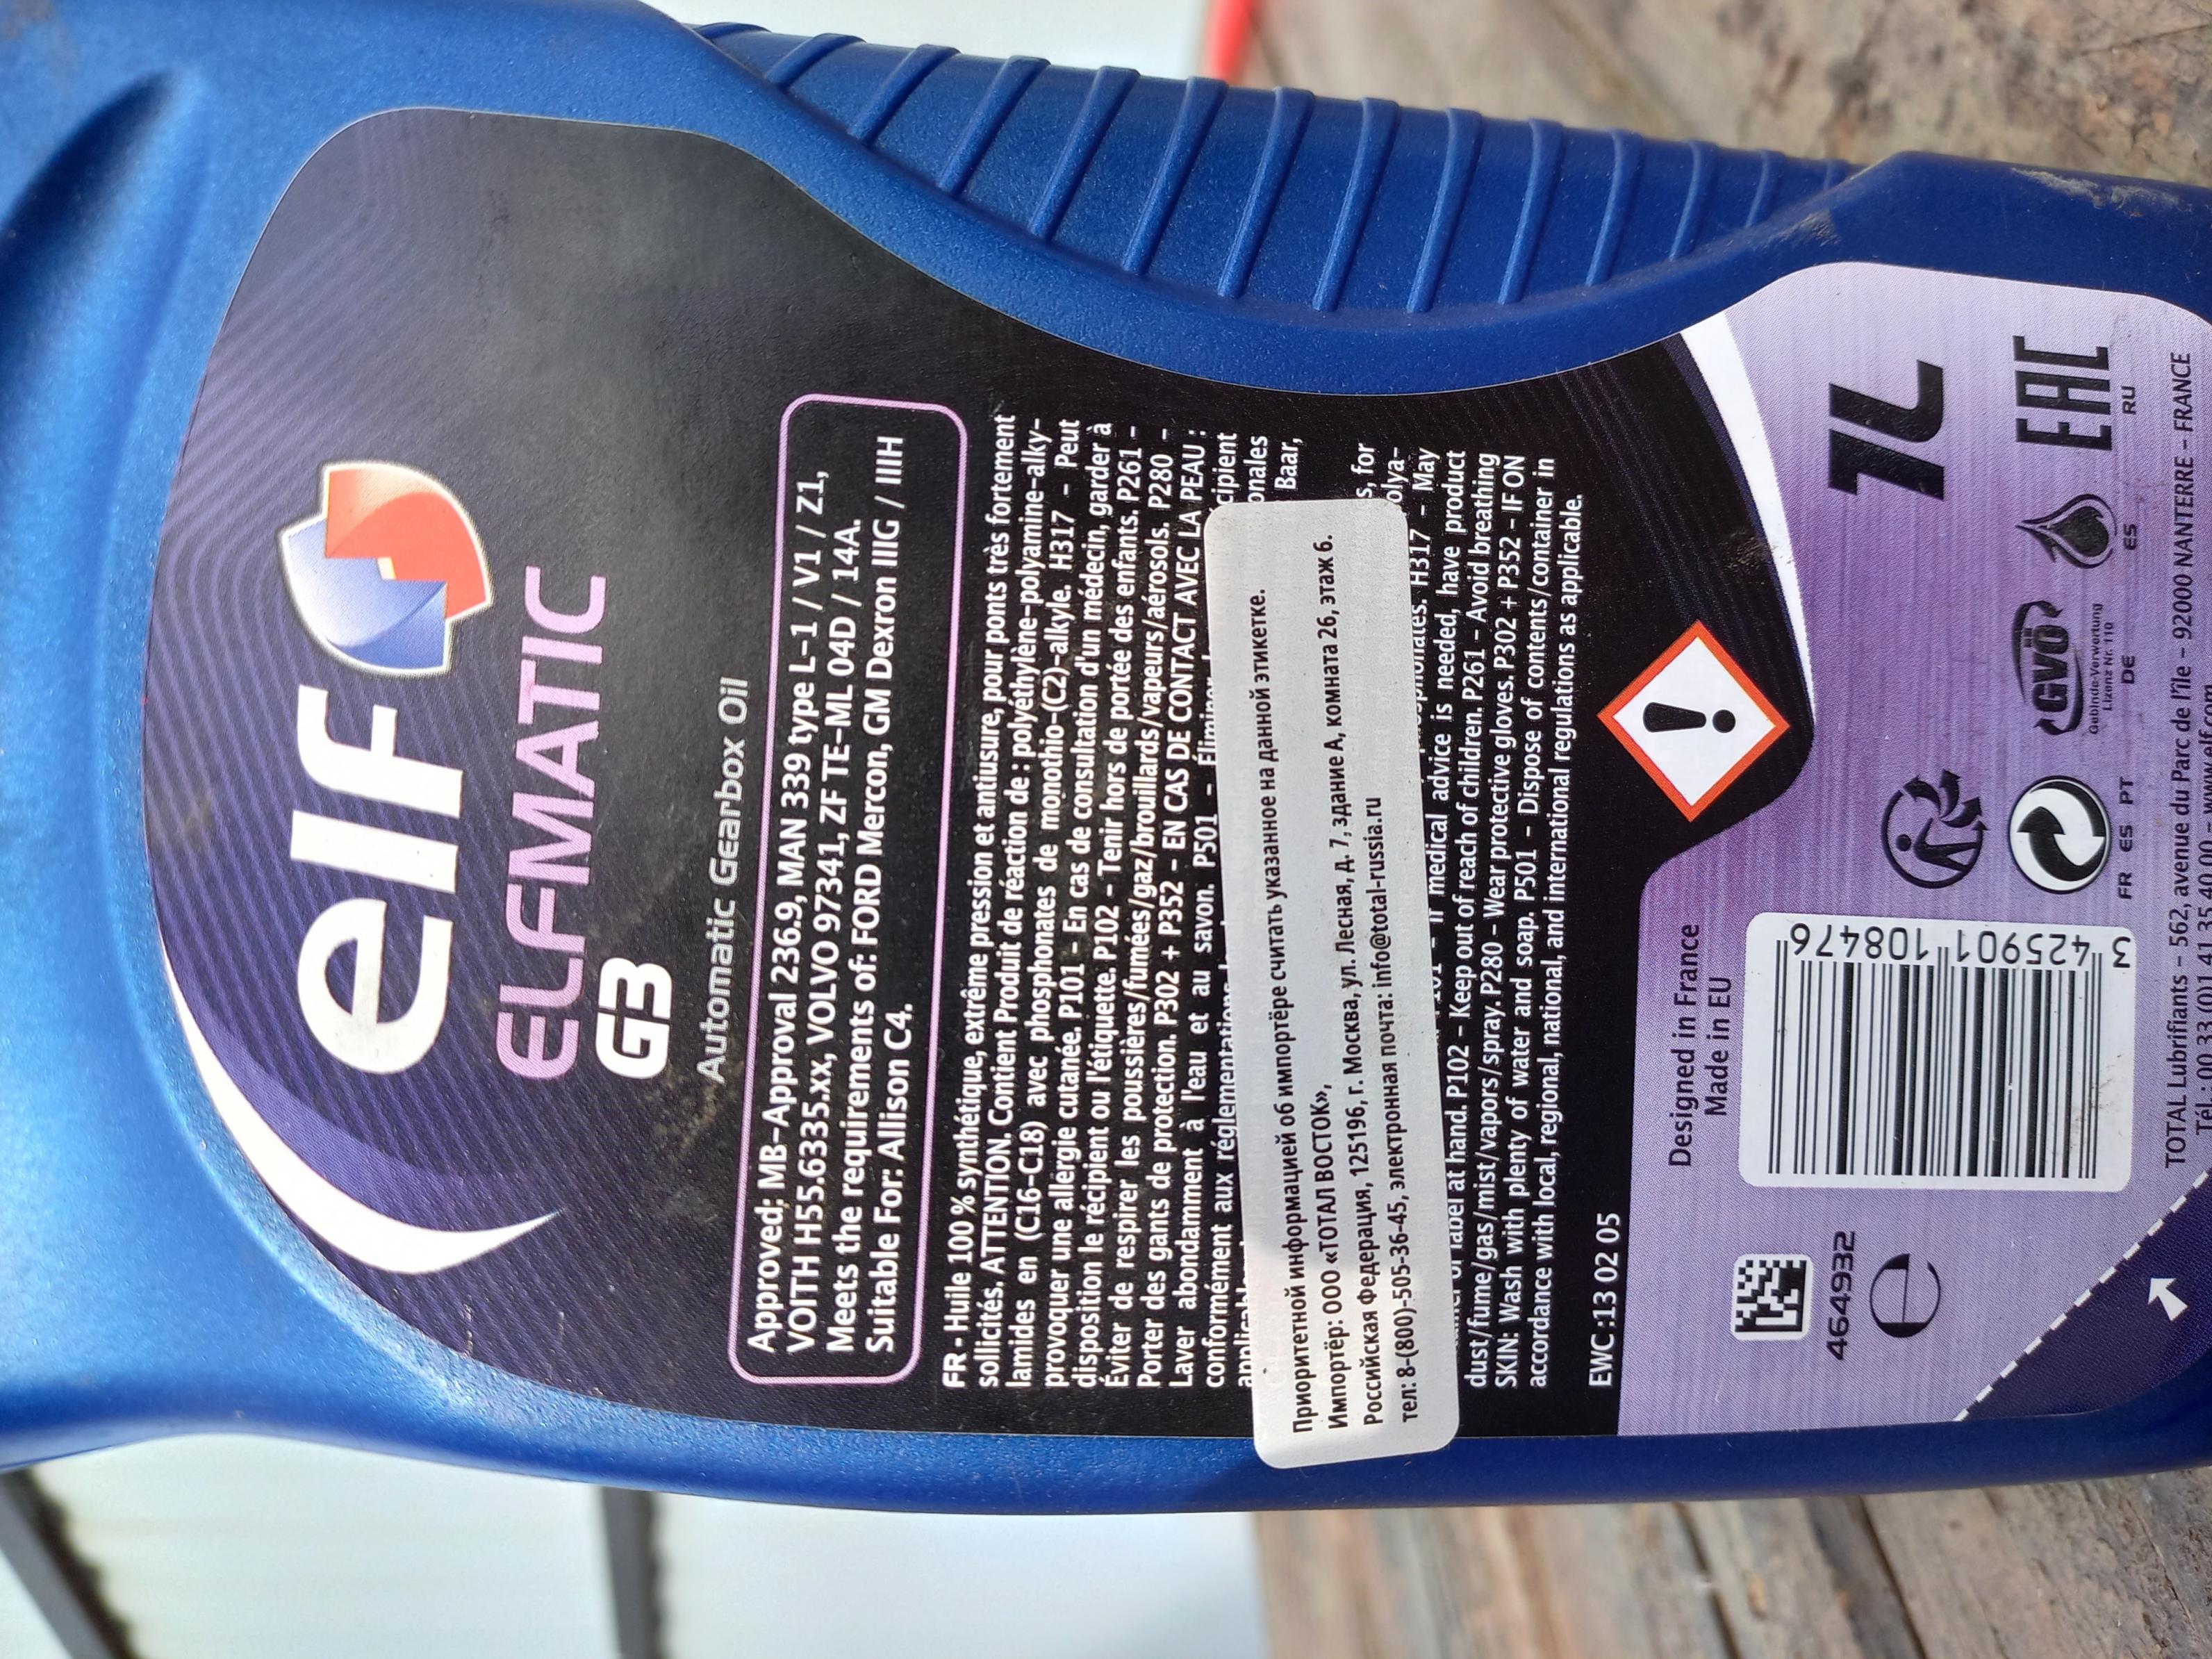 elf
ELFMATIC
G3
Automatic Gearbox Oil
Approved: MB-Approval 236.9, MAN 339 type L-1 / V1 / Z1,
VOITH H55.6335.xx, VOLVO 97341, ZF TE-ML 04D / 14A.
Meets the requirements of: FORD Mercon, GM Dexron IIIG / IIIH
Suitable For: Allison C4.
FR - Huile 100 % synthétique, extrême pression et antiusure, pour ponts très fortement
sollicités. ATTENTION. Contient Produit de réaction de : polyéthylène-polyamine-alky-
lamides en (C16-C18) avec phosphonates de monothio-(C2)-alkyle. H317 - Peut
provoquer une allergie cutanée. P101 - En cas de consultation d'un médecin, garder à
disposition le récipient ou l'étiquette. P102 - Tenir hors de portée des enfants. P261 -
Éviter de respirer les poussières/fumées/gaz/brouillards/vapeurs/aérosols. P280 -
Porter des gants de protection. P302 + P352 - EN CAS DE CONTACT AVEC LA PEAU :
Laver abondamment à l'eau et au savon. P501 - Éliminer
conformément aux réglementations
Baar,
Приоритетной информацией об импортёре считать указанное на данной этикетке.
Импортёр: ООО «ТОТАЛ ВОСТОК»,
Российская Федерация, 125196, г. Москва, ул. Лесная, д. 7, здание А, комната 26, этаж 6.
тел: 8-(800)-505-36-45, электронная почта: info@total-russia.ru
for
H317 - May
medical advice is needed, have product
label at hand. P102 - Keep out of reach of children. P261 - Avoid breathing
dust/fume/gas/mist/vapors/spray. P280 - Wear protective gloves. P302 + P352 - IF ON
SKIN: Wash with plenty of water and soap. P501 - Dispose of contents/container in
accordance with local, regional, national, and international regulations as applicable.
EWC:13 02 05
Designed in France
Made in EU
1L
464932
e
3 425901 108476
FR ES PT
GVÖ
Gebinde-Verwertung
Lizenz Nr. 110
DE
ES
EAC
RU
TOTAL Lubrifiants - 562, avenue du Parc de l'île - 92000 NANTERRE - FRANCE